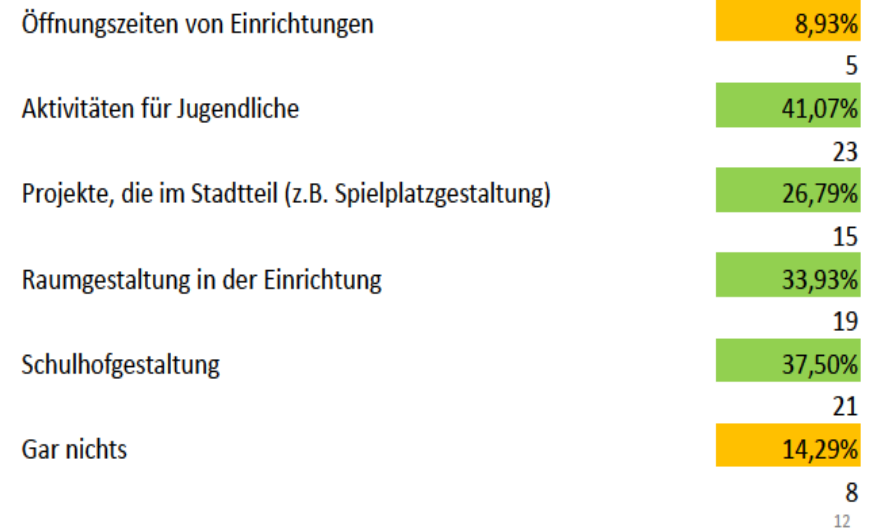 Öffnungszeiten von Einrichtungen 8,93%
5
Aktivitäten für Jugendliche 41,07%
23
Projekte, die im Stadtteil (z.B. Spielplatzgestaltung) 26,79%
15
Raumgestaltung in der Einrichtung 33,93%
19
Schulhofgestaltung 37,50%
21
Gar nichts 14,29%
8
12